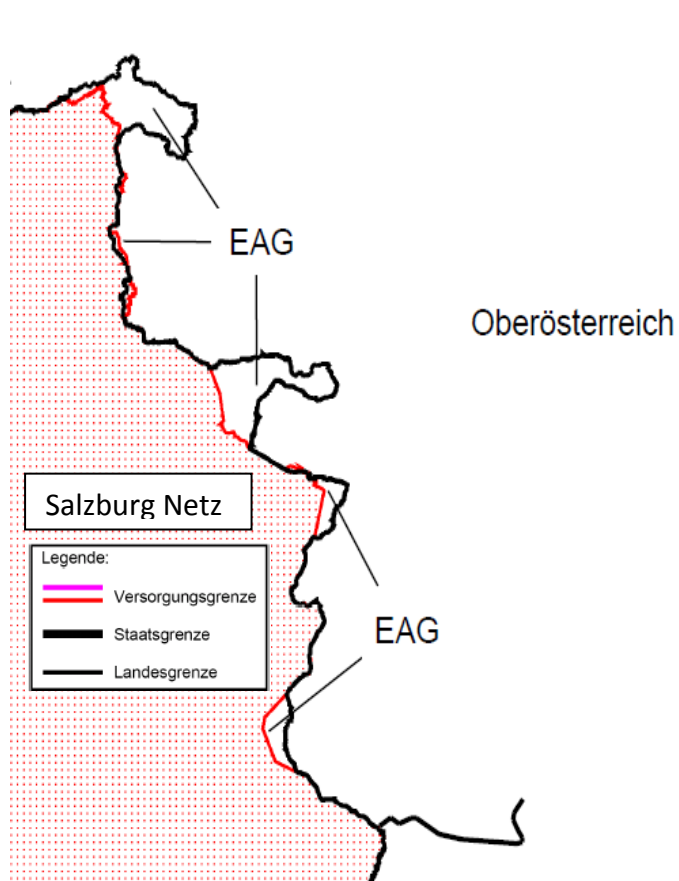 EAG
Oberösterreich
Salzburg Netz
Legende:
Versorgungsgrenze
Staatsgrenze
Landesgrenze
EAG